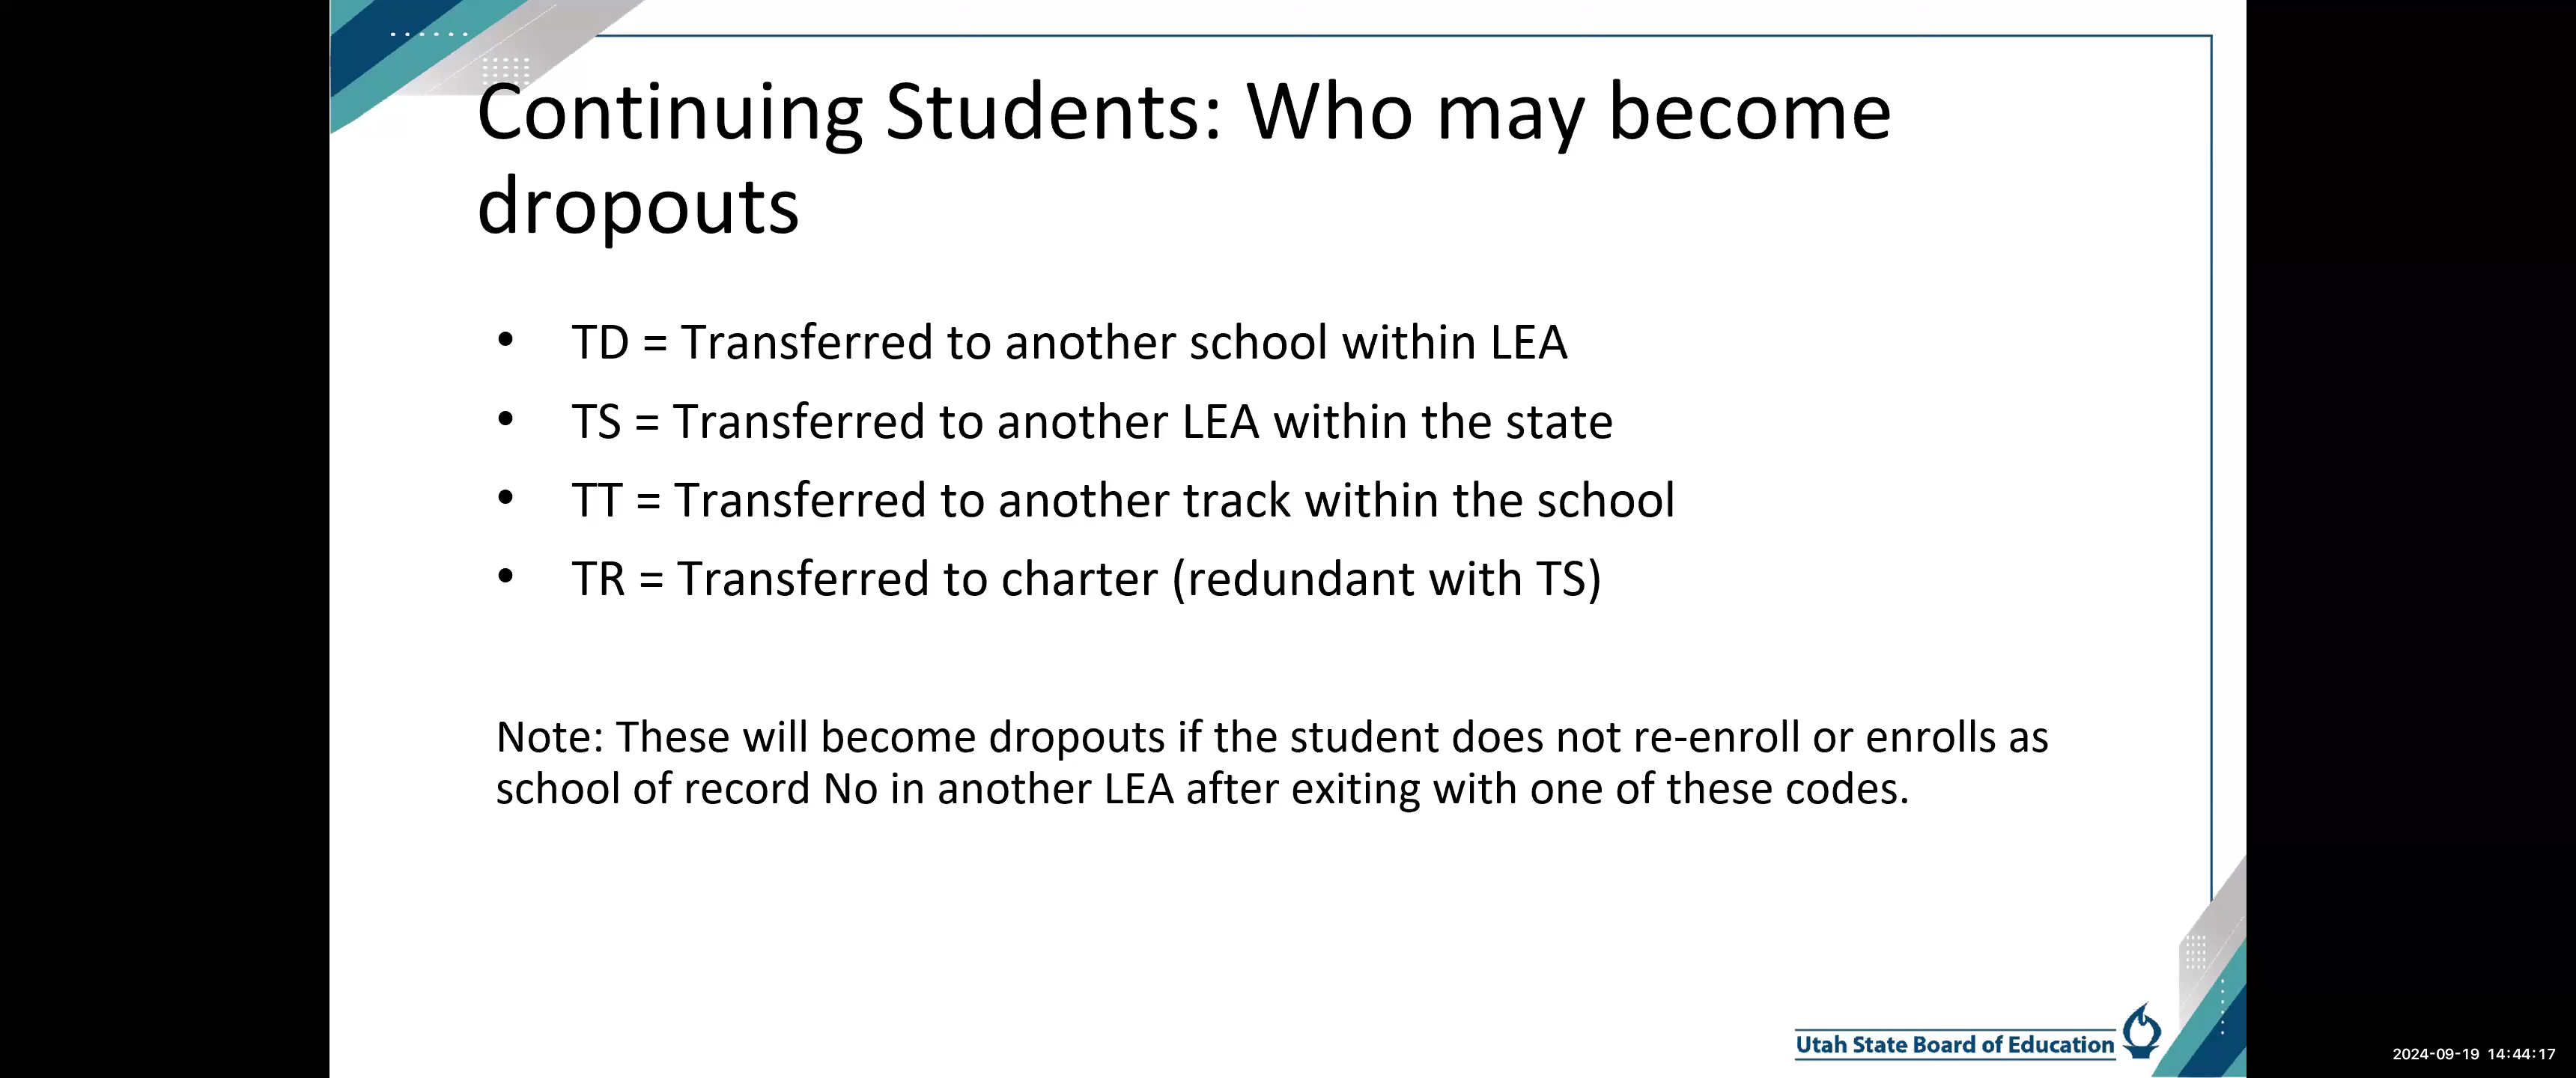 Continuing Students: Who may become
dropouts
• TD = Transferred to another school within LEA
• TS = Transferred to another LEA within the state
• TT = Transferred to another track within the school
• TR = Transferred to charter (redundant with TS)
Note: These will become dropouts if the student does not re-enroll or enrolls as
school of record No in another LEA after exiting with one of these codes.
Utah State Board of Education
2024-09-19 14:44:17